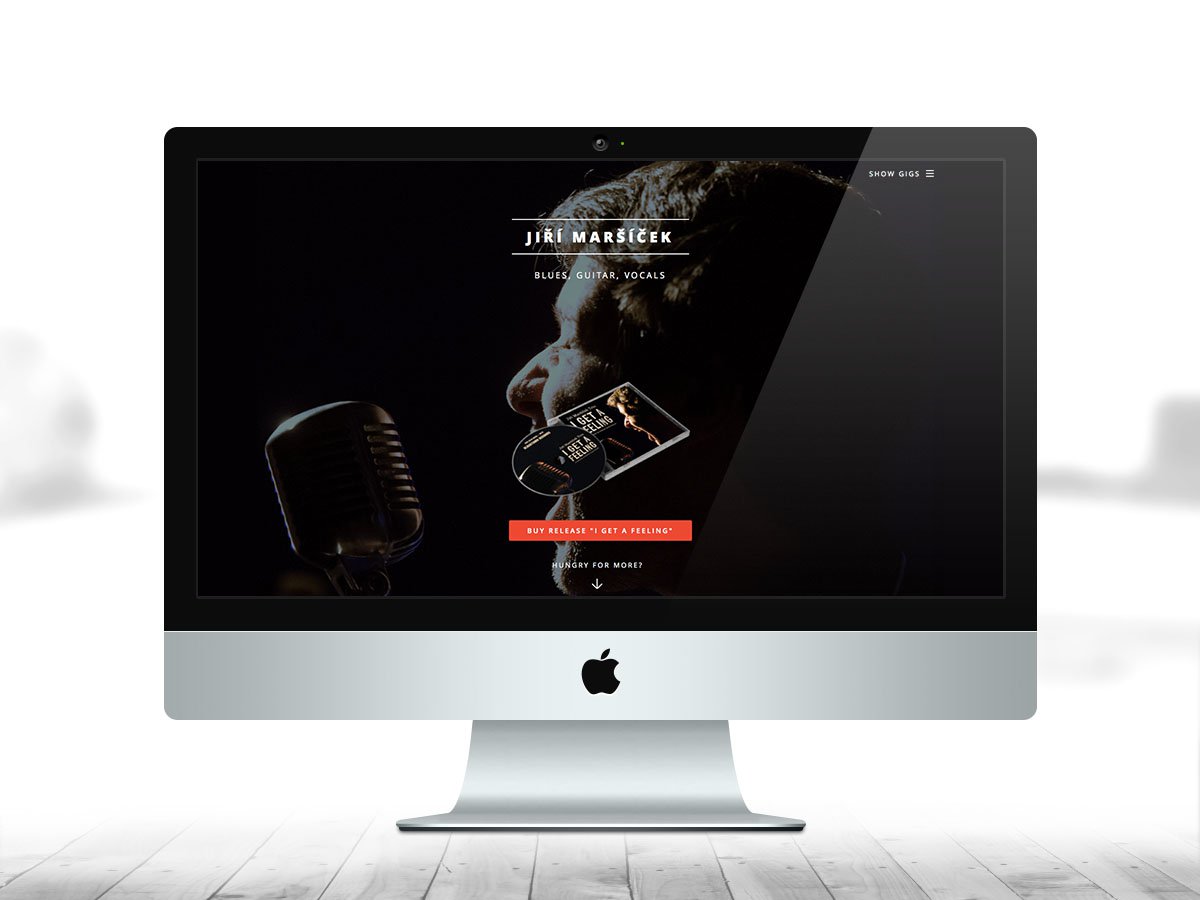 SHOW GIGS
JIŘÍ MARŠÍČEK
BLUES, GUITAR, VOCALS
I GET A
FEELING
I GET A
FEELING
BUY RELEASE "I GET A FEELING"
HUNGRY FOR MORE?